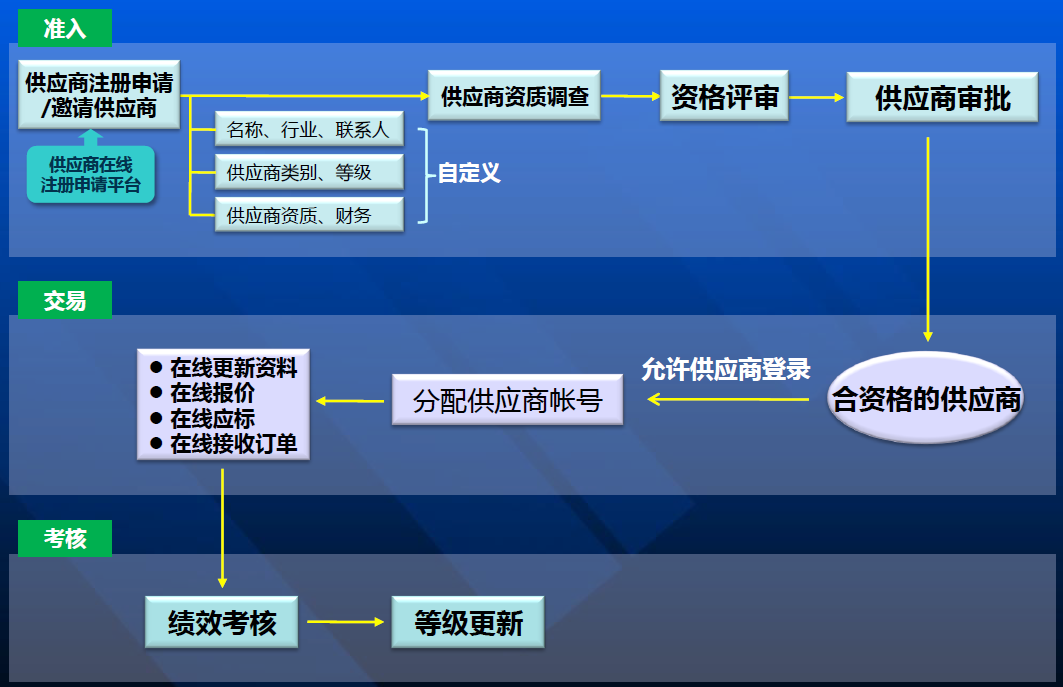 准入
供应商注册申请
/邀请供应商
供应商资质调查
资格评审
供应商审批
名称、行业、联系人
供应商在线
注册申请平台
供应商类别、等级
自定义
供应商资质、财务
交易
在线更新资料
在线报价
在线应标
在线接收订单
分配供应商帐号
允许供应商登录
合资格的供应商
考核
绩效考核
等级更新